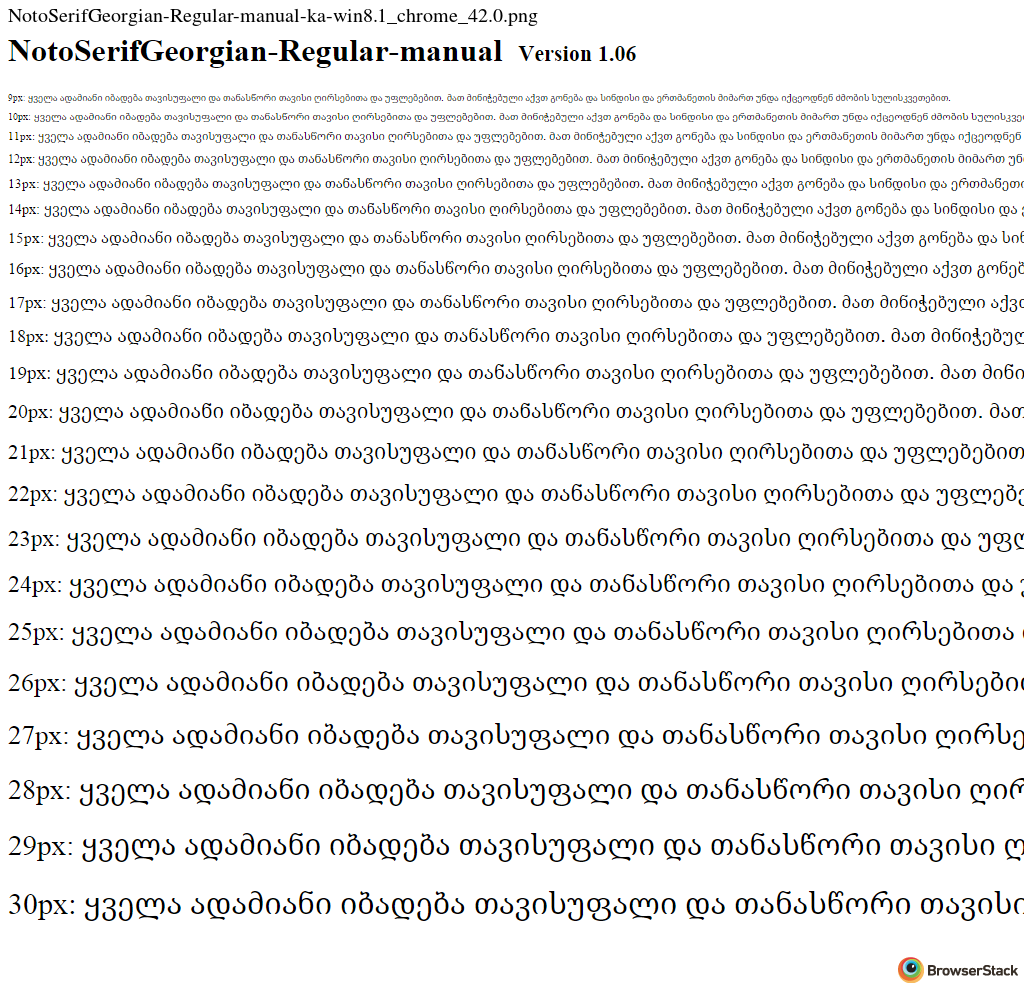 NotoSerifGeorgian-Regular-manual-ka-win8.1_chrome_42.0.png
NotoSerifGeorgian-Regular-manual Version 1.06
9px: ყველა ადამიანი იბადება თავისუფალი და თანასწორი თავისი ღირსებითა და უფლებებით. მათ მინიჭებული აქვთ გონება და სინდისი და ერთმანეთის მიმართ უნდა იქცეოდნენ ძმობის სულისკვეთებით.
10px: ყველა ადამიანი იბადება თავისუფალი და თანასწორი თავისი ღირსებითა და უფლებებით. მათ მინიჭებული აქვთ გონება და სინდისი და ერთმანეთის მიმართ უნდა იქცეოდნენ ძმობის სულისკვე
11px: ყველა ადამიანი იბადება თავისუფალი და თანასწორი თავისი ღირსებითა და უფლებებით. მათ მინიჭებული აქვთ გონება და სინდისი და ერთმანეთის მიმართ უნდა იქცეოდნენ
12px: ყველა ადამიანი იბადება თავისუფალი და თანასწორი თავისი ღირსებითა და უფლებებით. მათ მინიჭებული აქვთ გონება და სინდისი და ერთმანეთის მიმართ უნ
13px: ყველა ადამიანი იბადება თავისუფალი და თანასწორი თავისი ღირსებითა და უფლებებით. მათ მინიჭებული აქვთ გონება და სინდისი და ერთმანეთი
14px: ყველა ადამიანი იბადება თავისუფალი და თანასწორი თავისი ღირსებითა და უფლებებით. მათ მინიჭებული აქვთ გონება და სინდისი და
15px: ყველა ადამიანი იბადება თავისუფალი და თანასწორი თავისი ღირსებითა და უფლებებით. მათ მინიჭებული აქვთ გონება და სინ
16px: ყველა ადამიანი იბადება თავისუფალი და თანასწორი თავისი ღირსებითა და უფლებებით. მათ მინიჭებული აქვთ გონებ
17px: ყველა ადამიანი იბადება თავისუფალი და თანასწორი თავისი ღირსებითა და უფლებებით. მათ მინიჭებული აქვთ
18px: ყველა ადამიანი იბადება თავისუფალი და თანასწორი თავისი ღირსებითა და უფლებებით. მათ მინიჭებულ
19px: ყველა ადამიანი იბადება თავისუფალი და თანასწორი თავისი ღირსებითა და უფლებებით. მათ მინი
20px: ყველა ადამიანი იბადება თავისუფალი და თანასწორი თავისი ღირსებითა და უფლებებით. მათ
21px: ყველა ადამიანი იბადება თავისუფალი და თანასწორი თავისი ღირსებითა და უფლებებით
22px: ყველა ადამიანი იბადება თავისუფალი და თანასწორი თავისი ღირსებითა და უფლებე
23px: ყველა ადამიანი იბადება თავისუფალი და თანასწორი თავისი ღირსებითა და უფლ
24px: ყველა ადამიანი იბადება თავისუფალი და თანასწორი თავისი ღირსებითა და
25px: ყველა ადამიანი იბადება თავისუფალი და თანასწორი თავისი ღირსებითა
26px: ყველა ადამიანი იბადება თავისუფალი და თანასწორი თავისი ღირსები
27px: ყველა ადამიანი იბადება თავისუფალი და თანასწორი თავისი ღირსე
28px: ყველა ადამიანი იბადება თავისუფალი და თანასწორი თავისი ღირ
29px: ყველა ადამიანი იბადება თავისუფალი და თანასწორი თავისი ღ
30px: ყველა ადამიანი იბადება თავისუფალი და თანასწორი თავისი
BrowserStack